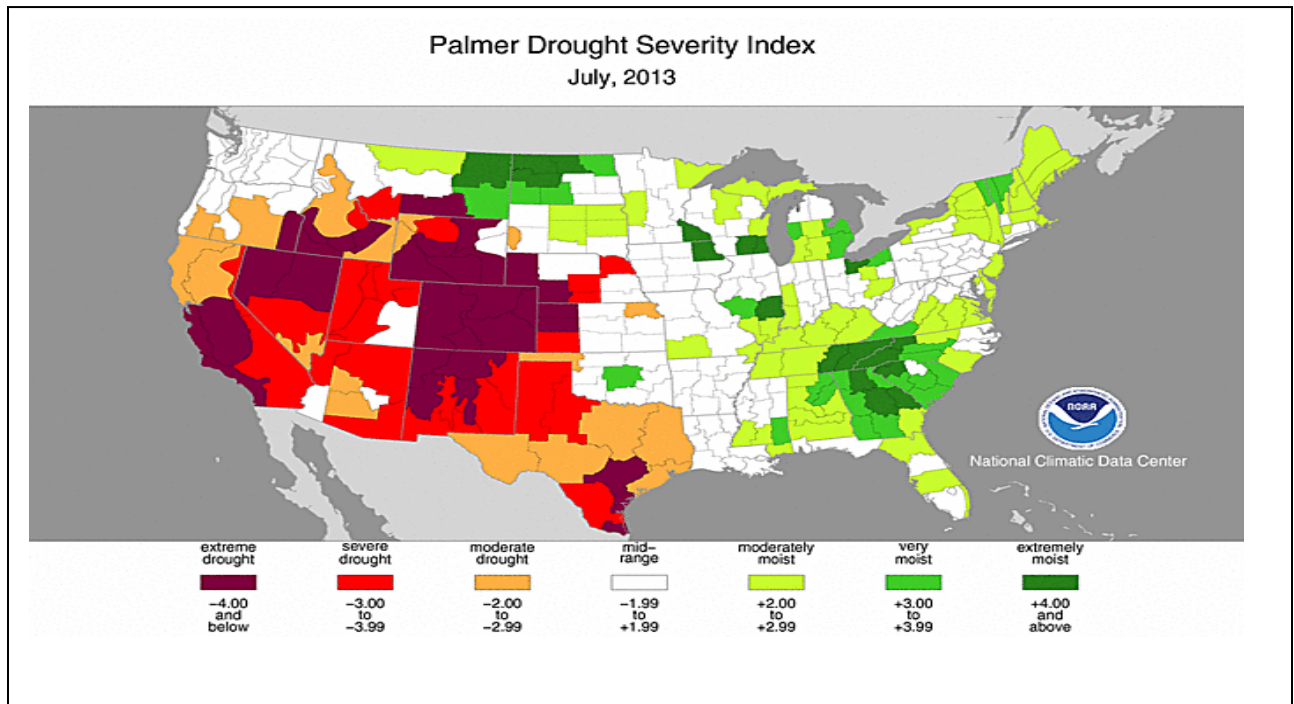 Palmer Drought Severity Index
July, 2013
NOAA
National Climatic Data Center
extreme drought
severe drought
moderate drought
mid-range
moderately moist
very moist
extremely moist
-4.00 and below
-3.00 to -3.99
-2.00 to -2.99
-1.99 to +1.99
+2.00 to +2.99
+3.00 to +3.99
+4.00 and above